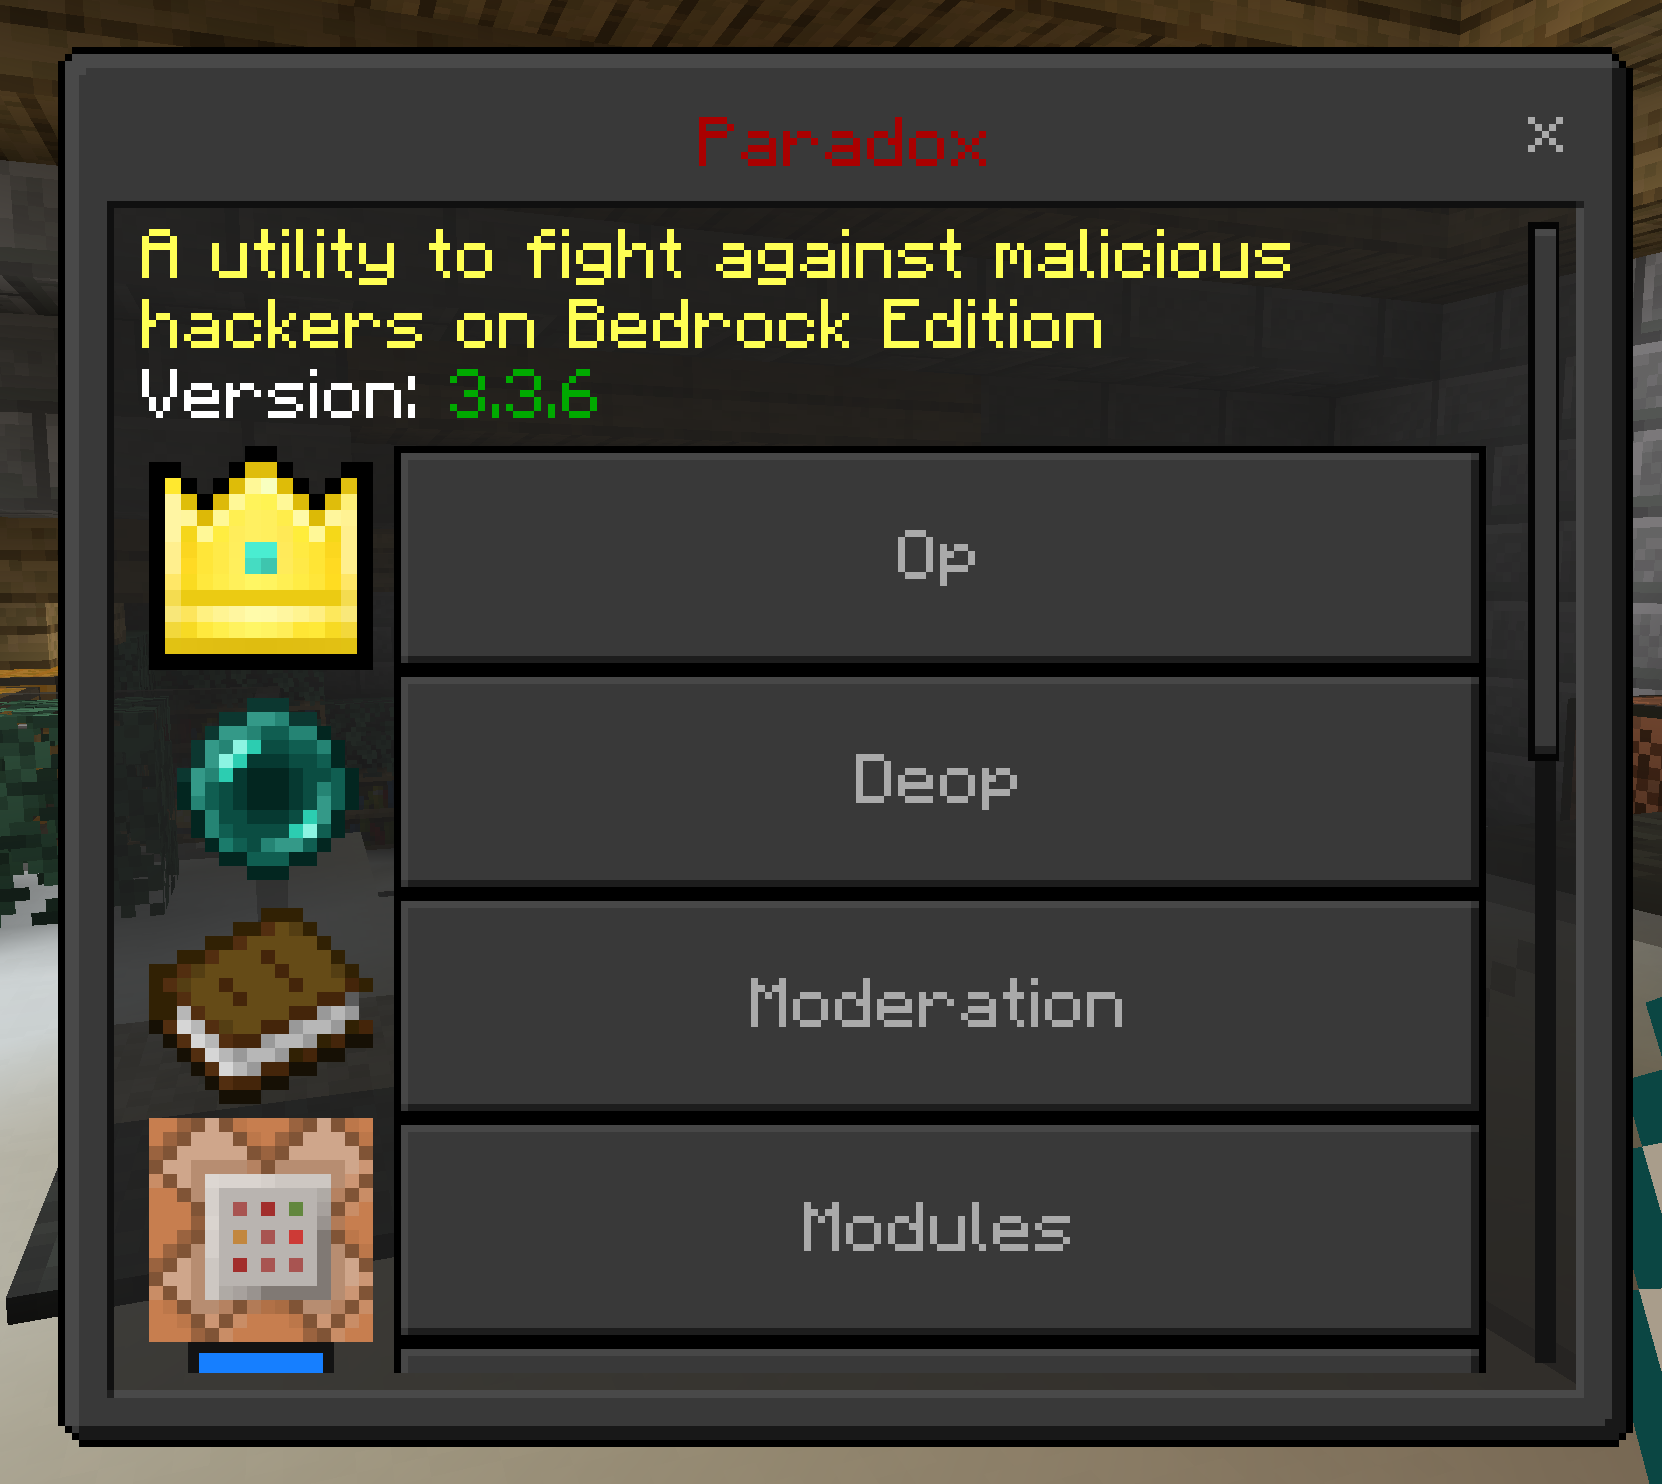 Paradox
A utility to fight against malicious
hackers on Bedrock Edition
Version: 3.3.6
Op
Deop
Moderation
Modules